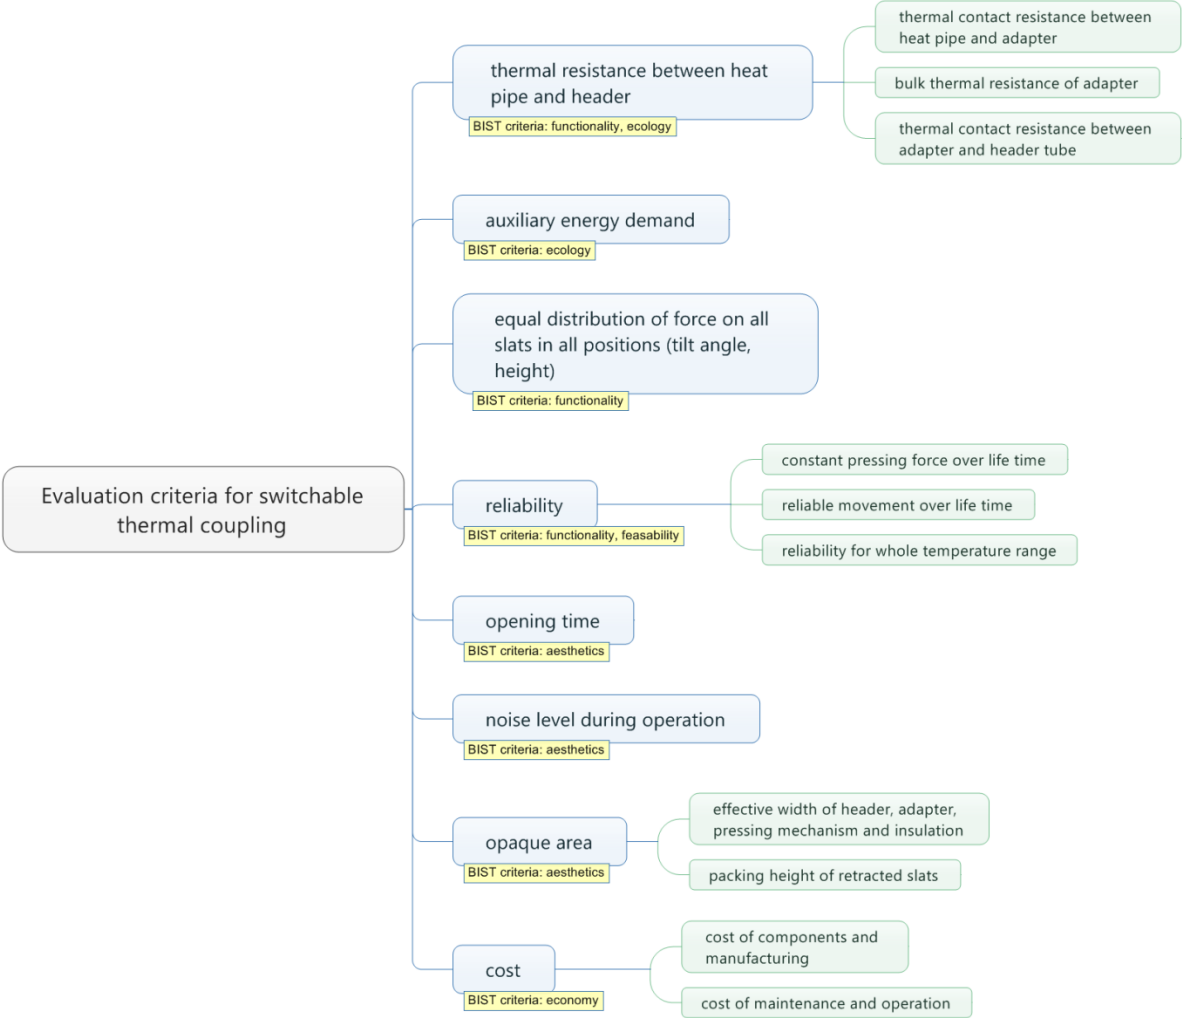 Evaluation criteria for switchable
thermal coupling
thermal resistance between heat
pipe and header
BIST criteria: functionality, ecology
thermal contact resistance between
heat pipe and adapter
bulk thermal resistance of adapter
thermal contact resistance between
adapter and header tube
auxiliary energy demand
BIST criteria: ecology
equal distribution of force on all
slats in all positions (tilt angle,
height)
BIST criteria: functionality
reliability
BIST criteria: functionality, feasability
constant pressing force over life time
reliable movement over life time
reliability for whole temperature range
opening time
BIST criteria: aesthetics
noise level during operation
BIST criteria: aesthetics
opaque area
BIST criteria: aesthetics
effective width of header, adapter,
pressing mechanism and insulation
packing height of retracted slats
cost
BIST criteria: economy
cost of components and
manufacturing
cost of maintenance and operation